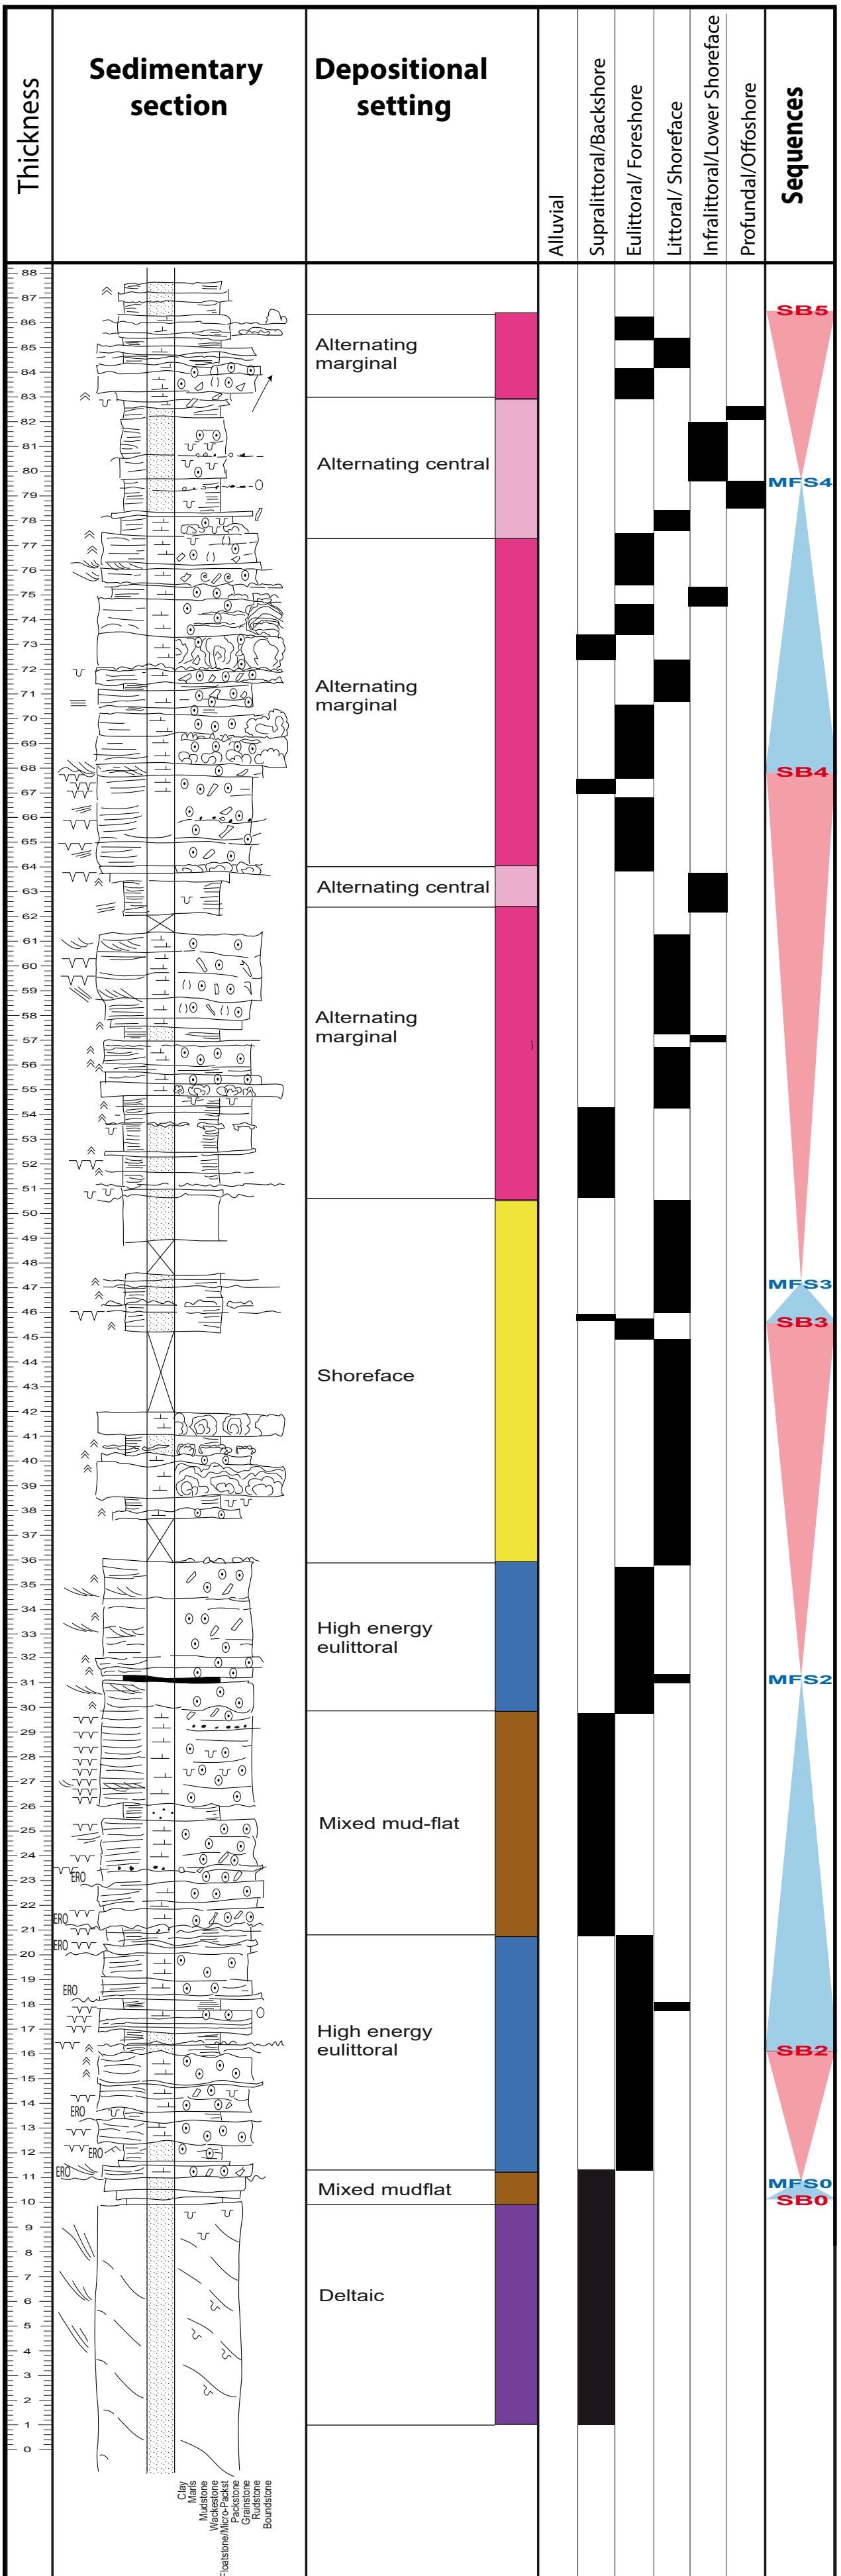 Thickness
Sedimentary
section
Depositional
setting
Alluvial
Supralittoral/Backshore
Eulittoral/ Foreshore
Littoral/ Shoreface
Infralittoral/Lower Shoreface
Profundal/Offoshore
Sequences
88
87
SB5
86
Alternating
marginal
85
84
83
82
81
Alternating central
80
MFS4
79
78
77
76
75
74
73
72
Alternating
marginal
71
70
69
68
SB4
67
66
65
64
Alternating central
63
62
61
60
59
58
Alternating
marginal
57
56
55
54
53
52
51
50
49
48
47
MFS3
46
SB3
45
44
Shoreface
43
42
41
40
39
38
37
36
35
34
High energy
eulittoral
33
32
31
MFS2
30
29
28
27
26
25
Mixed mud-flat
24
23
ERO
22
ERO
21
ERO
20
19
ERO
18
17
High energy
eulittoral
16
SB2
15
14
ERO
13
12
ERO
11
ERO
MFS0
Mixed mudflat
10
SB0
9
8
7
6
Deltaic
5
4
3
2
1
0
Clay
Marls
Mudstone
Wackestone
Floatstone/Micro-Packst
Packstone
Grainstone
Rudstone
Boundstone